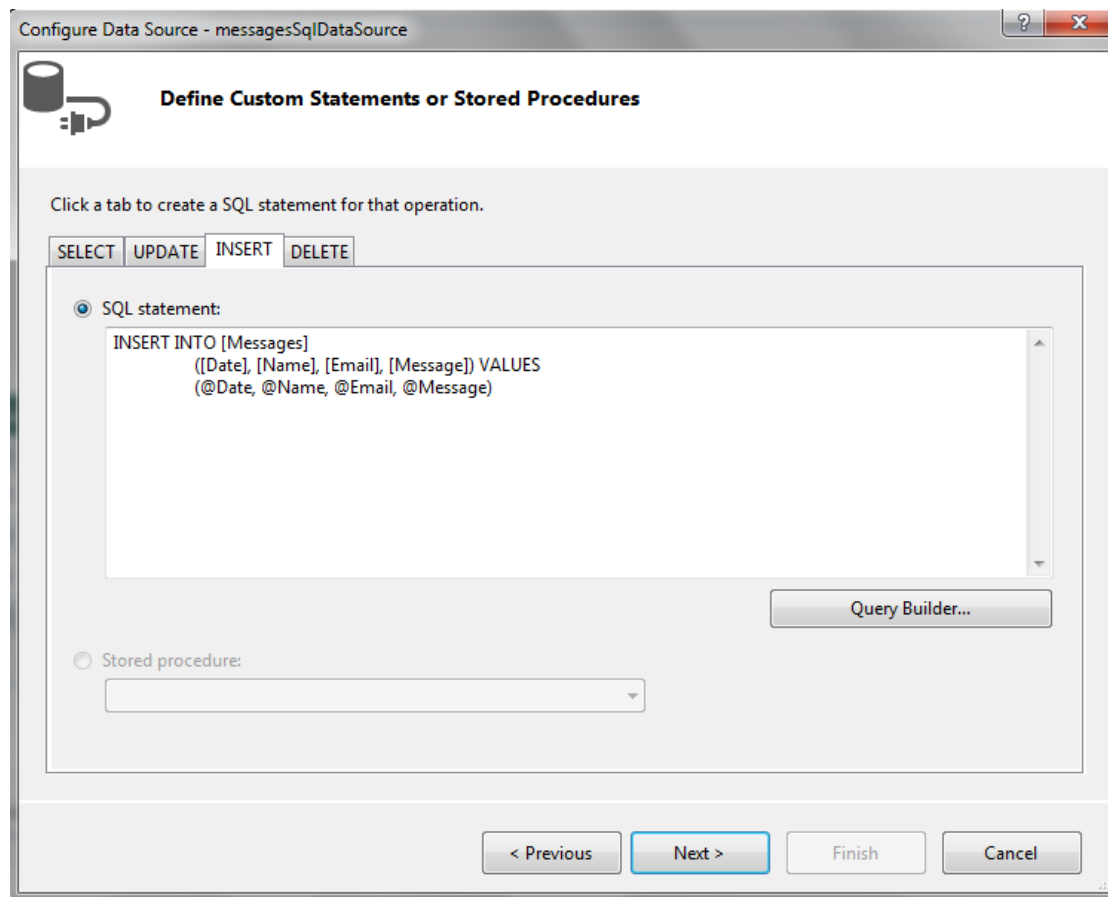 Configure Data Source - messagesSqlDataSource
?
Define Custom Statements or Stored Procedures
Click a tab to create a SQL statement for that operation.
SELECT UPDATE INSERT DELETE
SQL statement:
INSERT INTO [Messages]
([Date], [Name], [Email], [Message]) VALUES
(@Date, @Name, @Email, @Message)
Query Builder...
Stored procedure:
< Previous Next > Finish Cancel